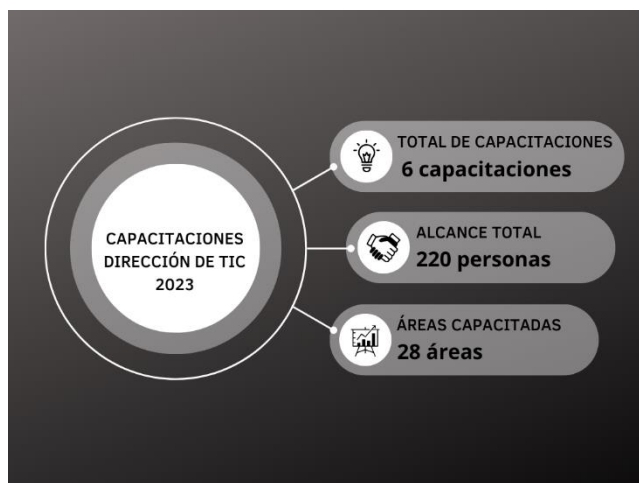 CAPACITACIONES
DIRECCIÓN DE TIC
2023
TOTAL DE CAPACITACIONES
6 capacitaciones
ALCANCE TOTAL
220 personas
ÁREAS CAPACITADAS
28 áreas